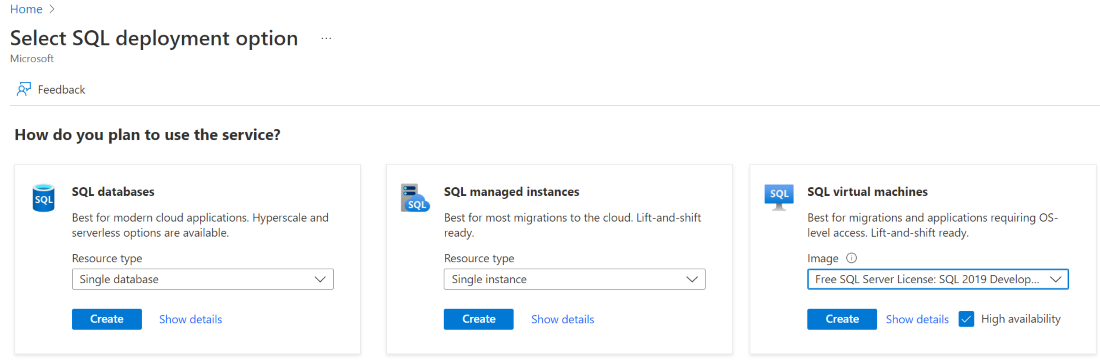 Home >
Select SQL deployment option ...
Microsoft
Feedback
How do you plan to use the service?
SQL
SQL databases
Best for modern cloud applications. Hyperscale and
serverless options are available.
Resource type
Single database
Create Show details
SQL
SQL managed instances
Best for most migrations to the cloud. Lift-and-shift
ready.
Resource type
Single instance
Create Show details
SQL
SQL virtual machines
Best for migrations and applications requiring OS-
level access. Lift-and-shift ready.
Image
Free SQL Server License: SQL 2019 Develop...
Create Show details High availability